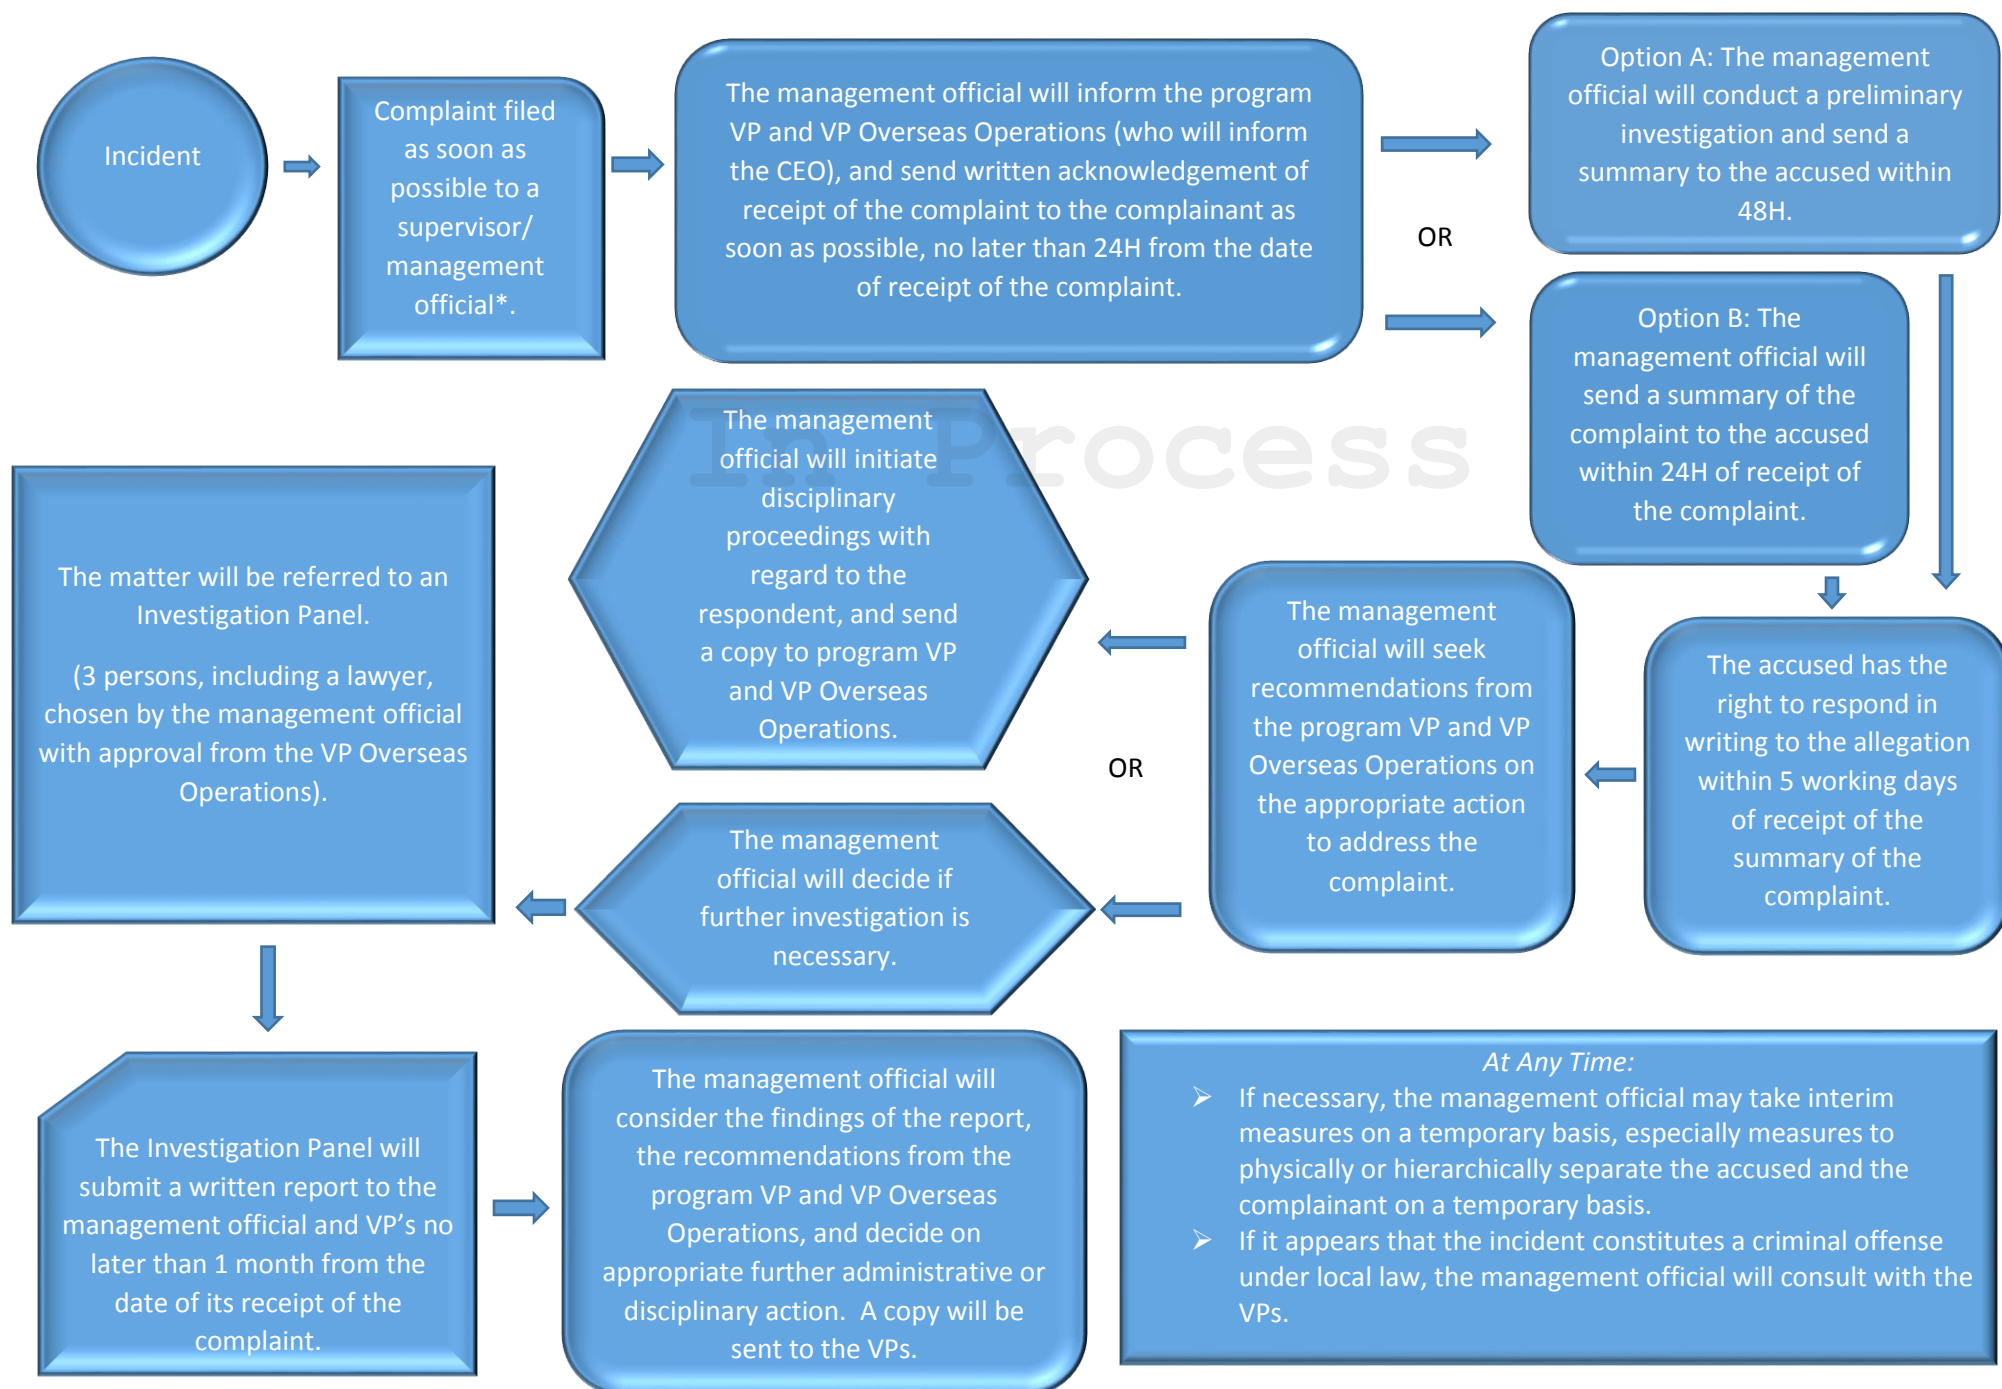 Incident
Complaint filed
as soon as
possible to a
supervisor/
management
official*.
The management official will inform the program
VP and VP Overseas Operations (who will inform
the CEO), and send written acknowledgement of
receipt of the complaint to the complainant as
soon as possible, no later than 24H from the date
of receipt of the complaint.
OR
Option A: The management
official will conduct a preliminary
investigation and send a
summary to the accused within
48H.
Option B: The
management official will
send a summary of the
complaint to the accused
within 24H of receipt of
the complaint.
The accused has the
right to respond in
writing to the allegation
within 5 working days
of receipt of the
summary of the
complaint.
The management
official will seek
recommendations from
the program VP and VP
Overseas Operations on
the appropriate action
to address the
complaint.
OR
In Process
The management
official will initiate
disciplinary
proceedings with
regard to the
respondent, and send
a copy to program VP
and VP Overseas
Operations.
The management
official will decide if
further investigation is
necessary.
The matter will be referred to an
Investigation Panel.
(3 persons, including a lawyer,
chosen by the management official
with approval from the VP Overseas
Operations).
The Investigation Panel will
submit a written report to the
management official and VP’s no
later than 1 month from the
date of its receipt of the
complaint.
The management official will
consider the findings of the report,
the recommendations from the
program VP and VP Overseas
Operations, and decide on
appropriate further administrative or
disciplinary action.  A copy will be
sent to the VPs.
At Any Time:
➢ If necessary, the management official may take interim
measures on a temporary basis, especially measures to
physically or hierarchically separate the accused and the
complainant on a temporary basis.
➢ If it appears that the incident constitutes a criminal offense
under local law, the management official will consult with the
VPs.